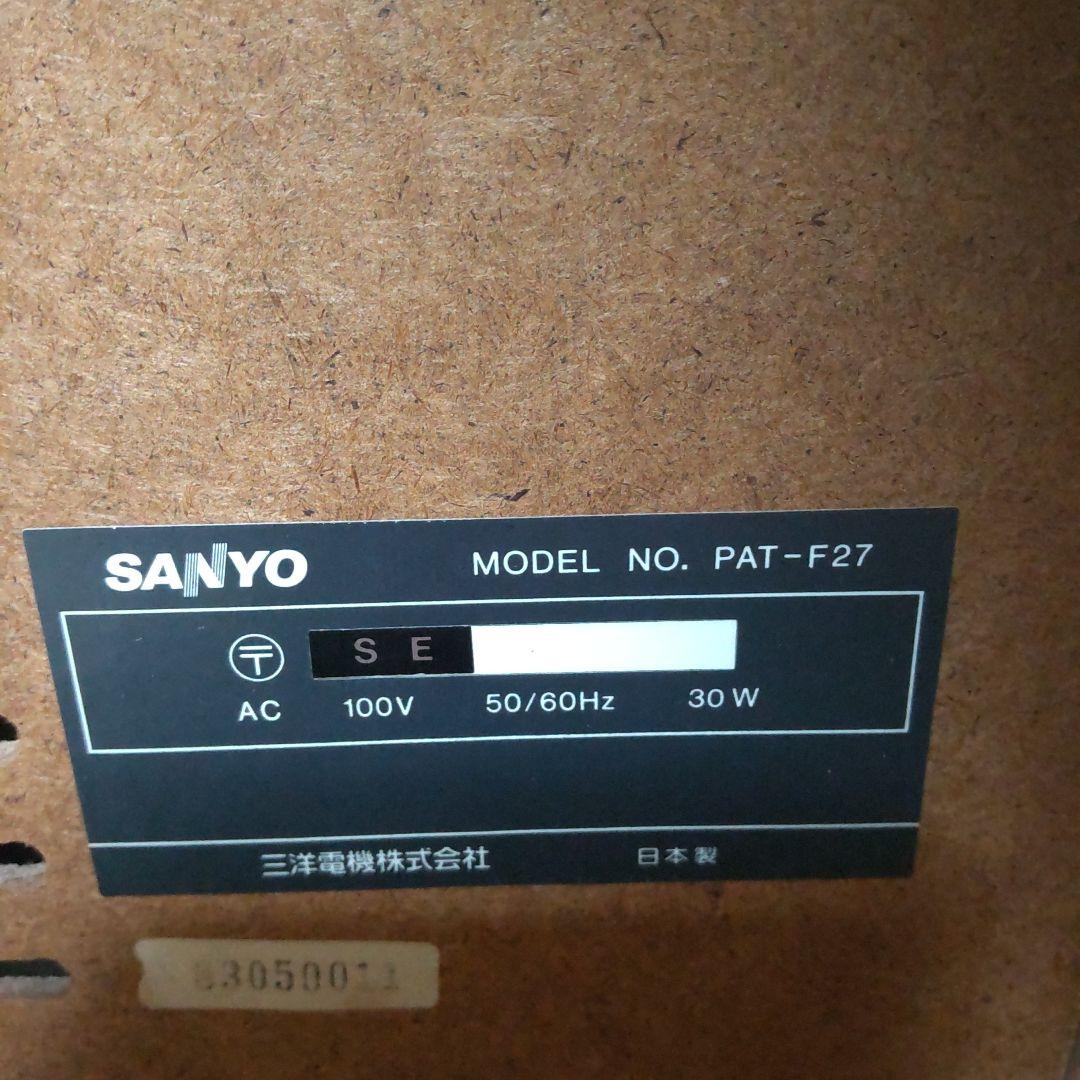 SANYO MODEL NO. PAT-F27
〒 S E
AC 100V 50/60Hz 30W
三洋電機株式会社 日本製